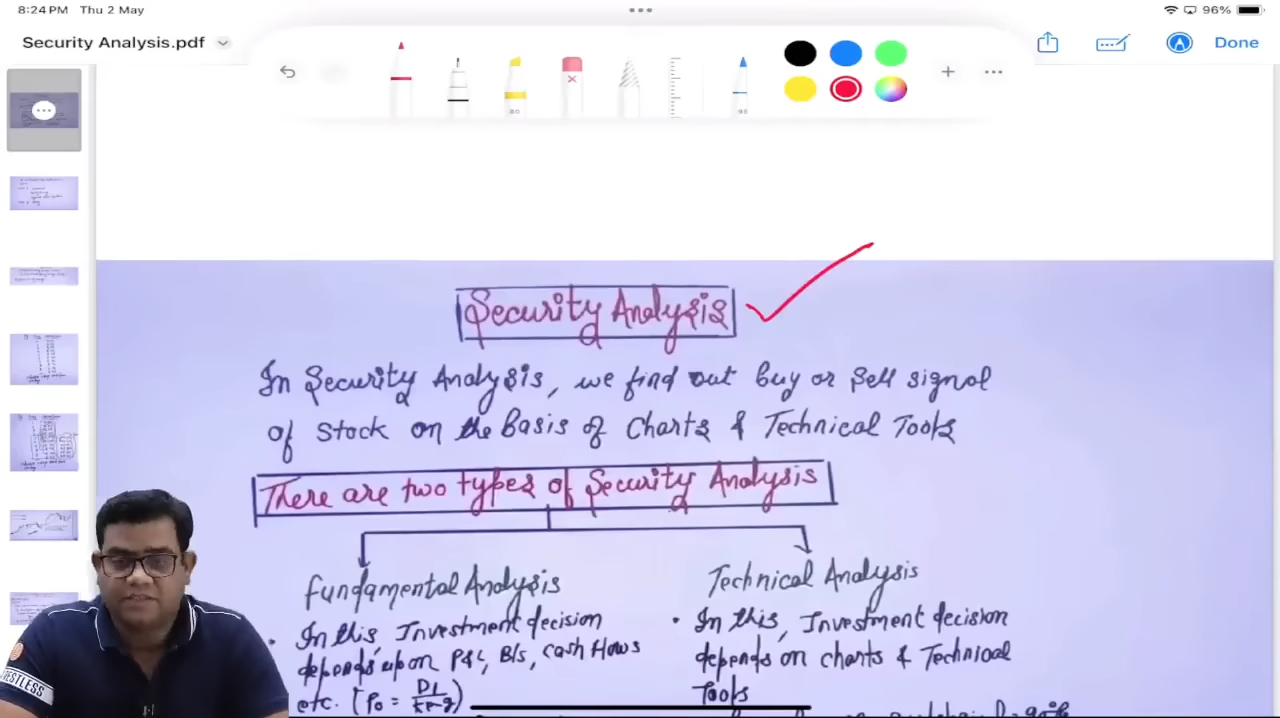 8:24 PM Thu 2 May
96%
Security Analysis.pdf
Done
80
Security Analysis
In Security Analysis, we find out buy or sell signal
of stock on the Basis of Charts & Technical Tools
There are two types of Security Analysis
Fundamental Analysis
Technical Analysis
• In this, Investment decision
depends upon P&L, B/s, cash flows
etc.
• In this, Investment decision
depends on charts & Technical
Tools
RESTLESS